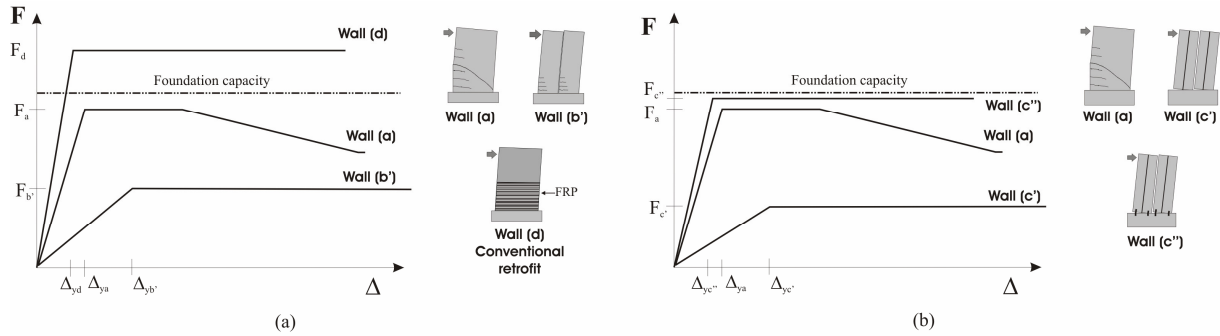 F
F_d
F_a
F_b'
Wall (d)
Foundation capacity
Wall (a)
Wall (b')
Δ_yd
Δ_ya
Δ_yb'
Δ
Wall (a)
Wall (b')
FRP
Wall (d)
Conventional
retrofit
(a)
F
F_c''
F_a
F_c'
Foundation capacity
Wall (c'')
Wall (a)
Wall (c')
Δ_yc''
Δ_ya
Δ_yc'
Δ
Wall (a)
Wall (c')
Wall (c'')
(b)